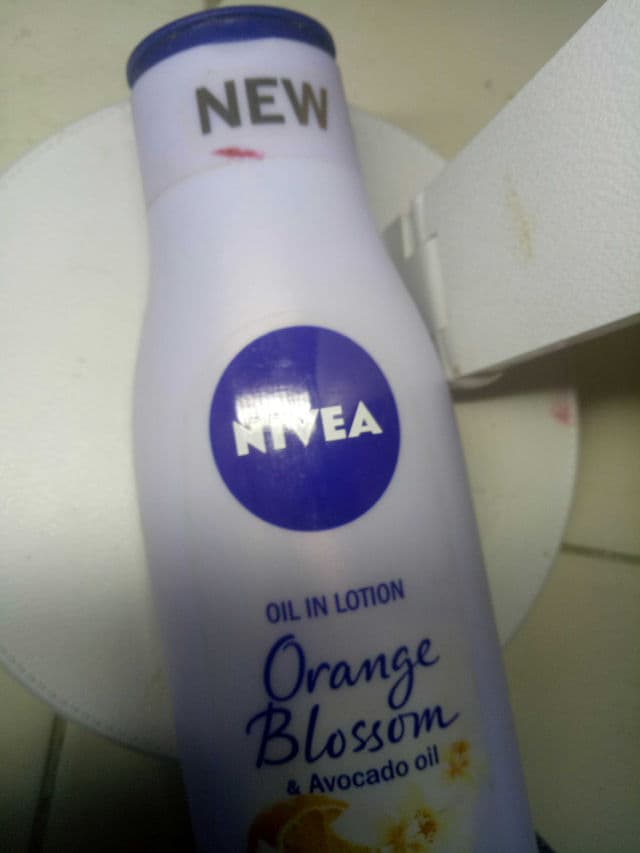 NEW
NIVEA
OIL IN LOTION
Orange
Blossom
& Avocado oil